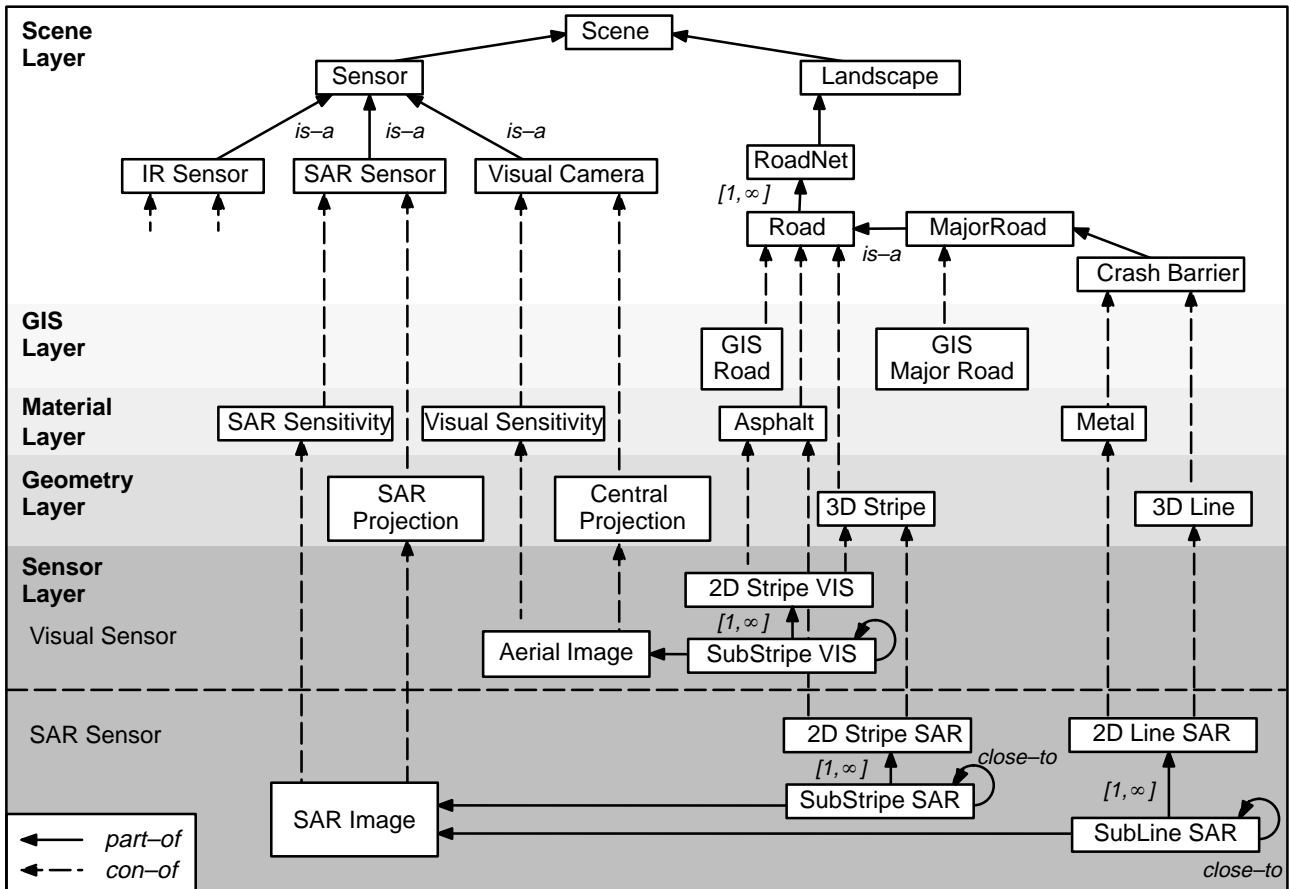 Scene
Layer
Scene
Sensor
Landscape
is–a
is–a
is–a
IR Sensor
SAR Sensor
Visual Camera
RoadNet
[1,∞]
Road
MajorRoad
is–a
Crash Barrier
GIS
Layer
GIS
Road
GIS
Major Road
Material
Layer
SAR Sensitivity
Visual Sensitivity
Asphalt
Metal
Geometry
Layer
SAR
Projection
Central
Projection
3D Stripe
3D Line
Sensor
Layer
2D Stripe VIS
Visual Sensor
[1,∞]
Aerial Image
SubStripe VIS
SAR Sensor
2D Stripe SAR
2D Line SAR
[1,∞]
close–to
SubStripe SAR
[1,∞]
SAR Image
SubLine SAR
close–to
part–of
con–of